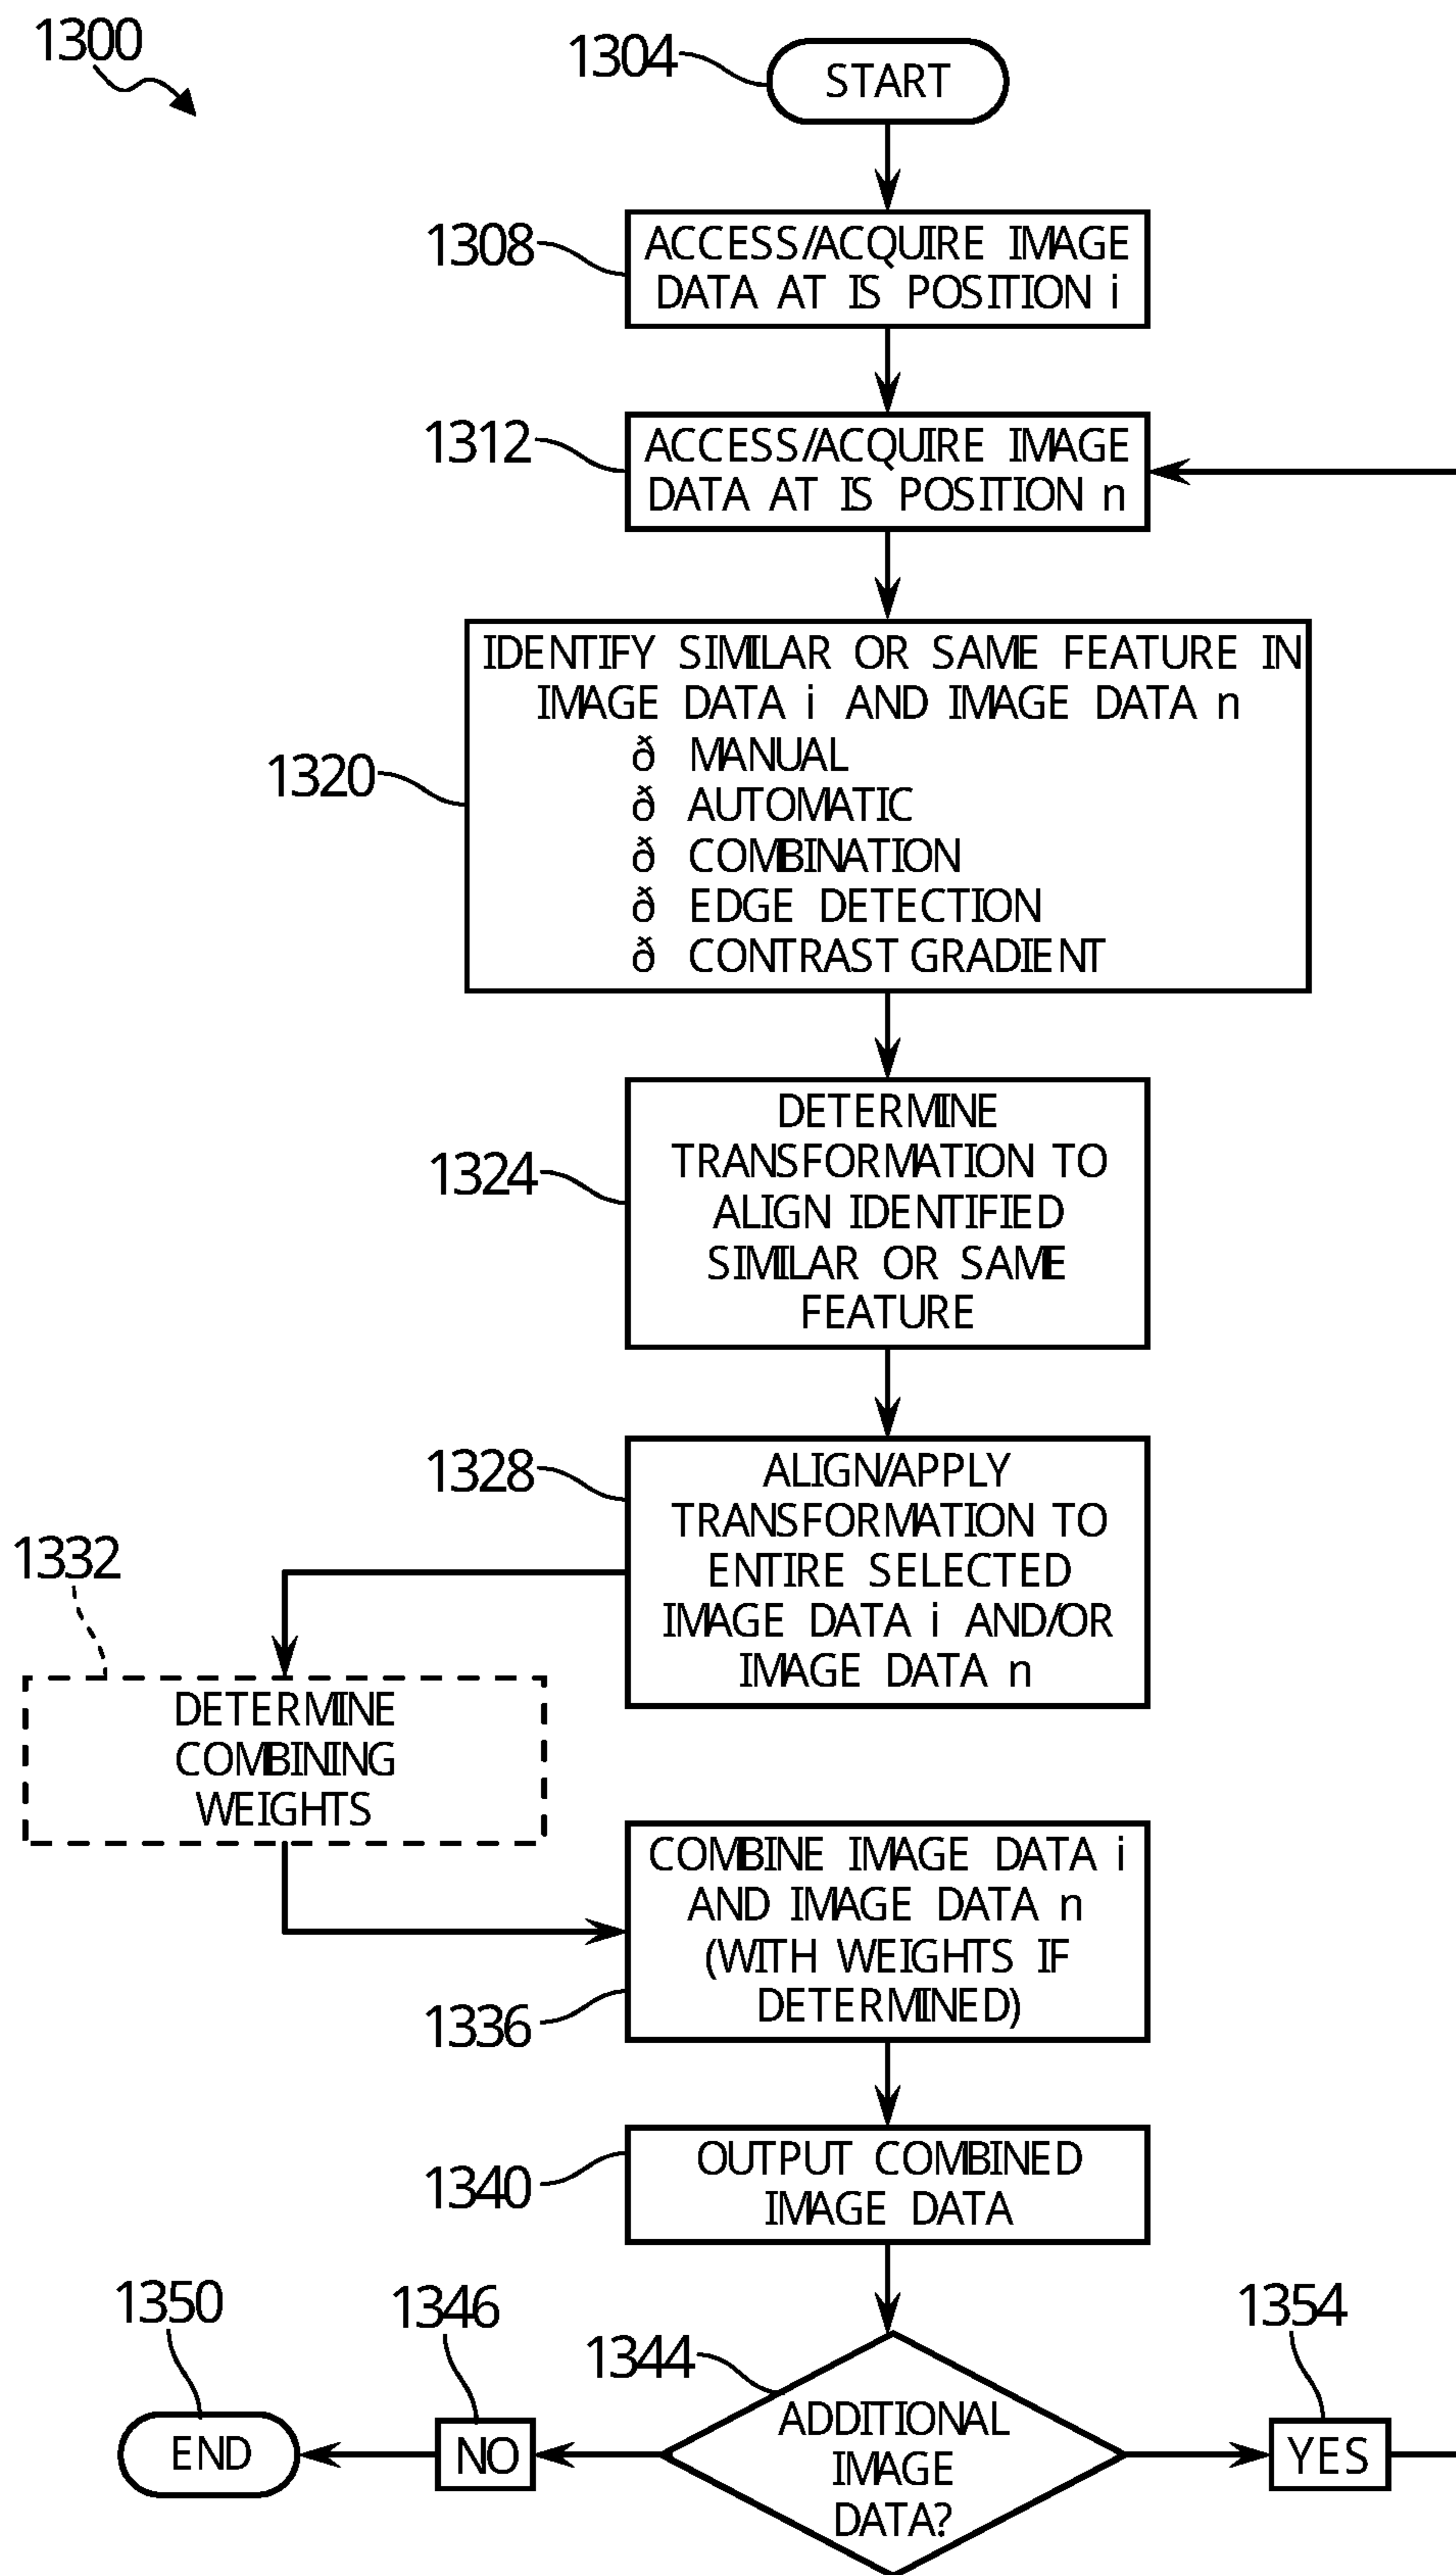 1300
1304
START
1308
ACCESS/ACQUIRE IMAGE
DATA AT IS POSITION i
1312
ACCESS/ACQUIRE IMAGE
DATA AT IS POSITION n
1320
IDENTIFY SIMILAR OR SAME FEATURE IN
IMAGE DATA i AND IMAGE DATA n
ð MANUAL
ð AUTOMATIC
ð COMBINATION
ð EDGE DETECTION
ð CONTRAST GRADIENT
1324
DETERMINE
TRANSFORMATION TO
ALIGN IDENTIFIED
SIMILAR OR SAME
FEATURE
1328
ALIGN/APPLY
TRANSFORMATION TO
ENTIRE SELECTED
IMAGE DATA i AND/OR
IMAGE DATA n
1332
DETERMINE
COMBINING
WEIGHTS
COMBINE IMAGE DATA i
AND IMAGE DATA n
(WITH WEIGHTS IF
DETERMINED)
1336
OUTPUT COMBINED
IMAGE DATA
1340
1344
ADDITIONAL
IMAGE
DATA?
1346
NO
1350
END
1354
YES